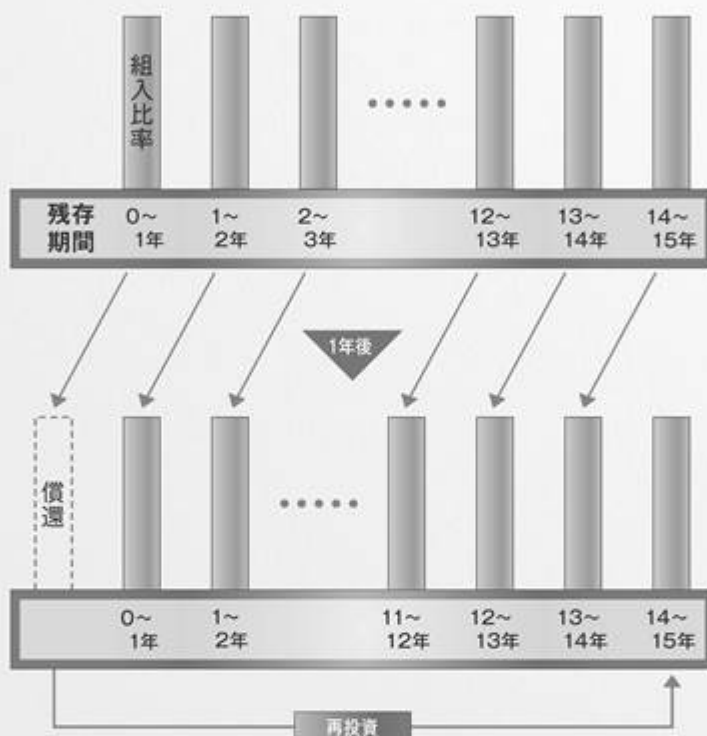 組入比率
残存
期間
0～
1年
1～
2年
2～
3年
12～
13年
13～
14年
14～
15年
1年後
償還
0～
1年
1～
2年
11～
12年
12～
13年
13～
14年
14～
15年
再投資